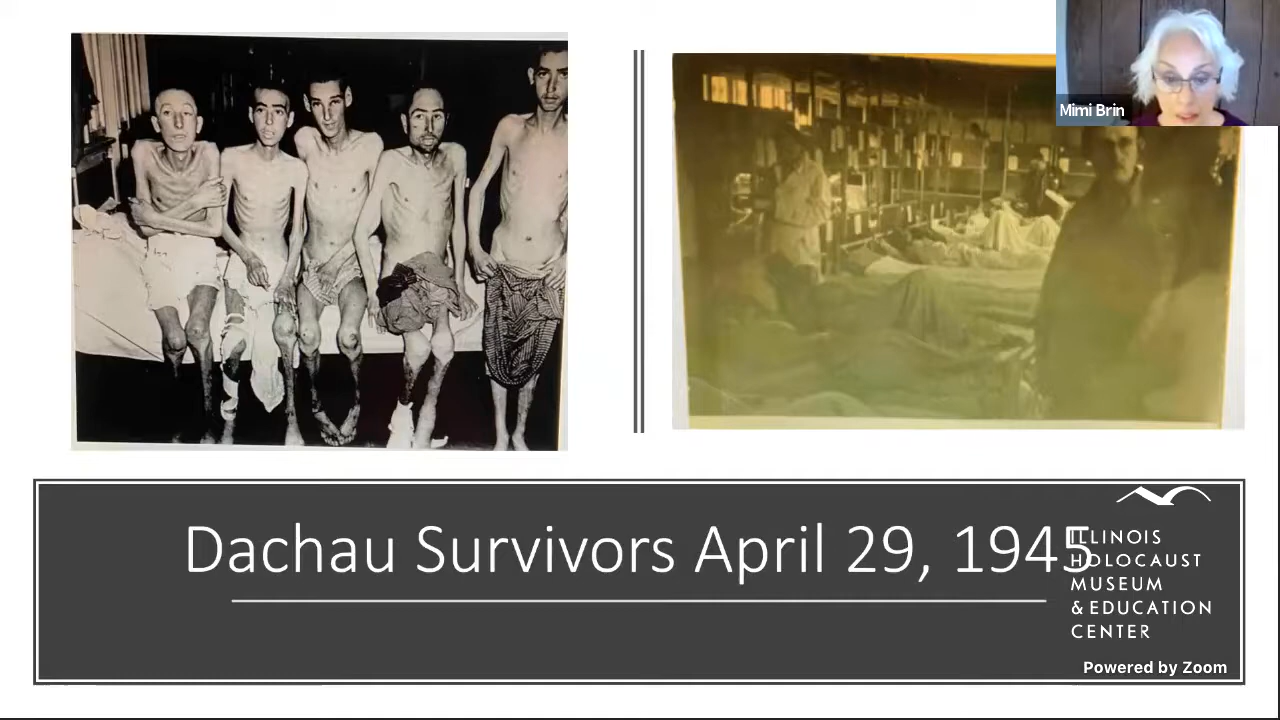 Mimi Brin
Dachau Survivors April 29, 1945
ILLINOIS
HOLOCAUST
MUSEUM
& EDUCATION
CENTER
Powered by Zoom